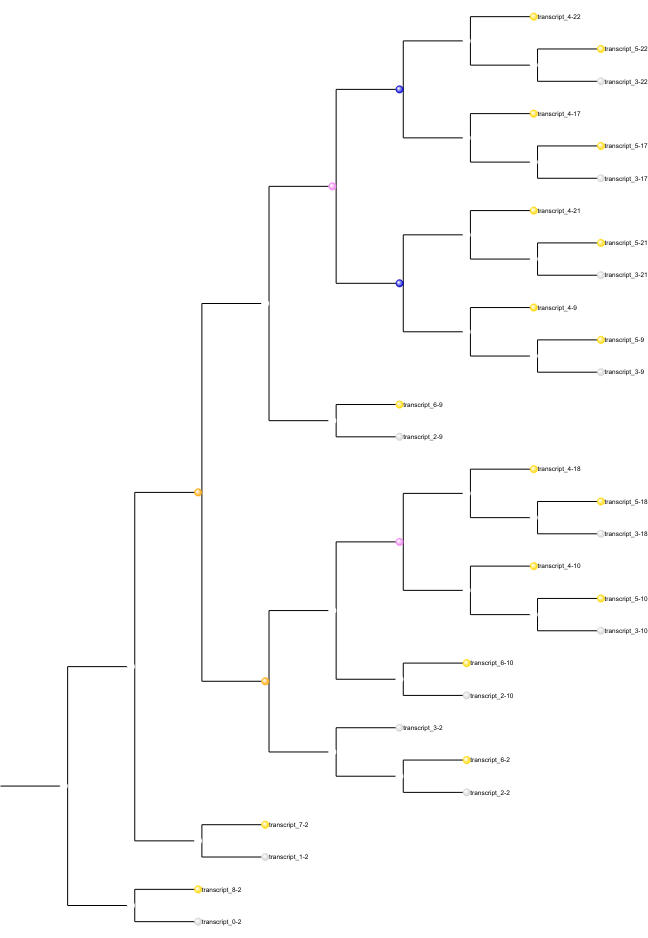 transcript_4-22
transcript_5-22
transcript_3-22
transcript_4-17
transcript_5-17
transcript_3-17
transcript_4-21
transcript_5-21
transcript_3-21
transcript_4-9
transcript_5-9
transcript_3-9
transcript_6-9
transcript_2-9
transcript_4-18
transcript_5-18
transcript_3-18
transcript_4-10
transcript_5-10
transcript_3-10
transcript_6-10
transcript_2-10
transcript_3-2
transcript_6-2
transcript_2-2
transcript_7-2
transcript_1-2
transcript_8-2
transcript_0-2